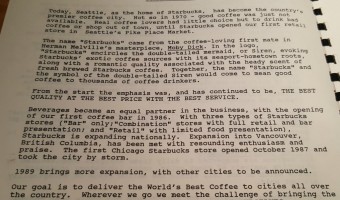 Today, Seattle, as the home of Starbucks, has become the country's
premiere coffee city. Not so in 1970 - good coffee was just not
available. Real coffee lovers had little choice but to drink bad
coffee or shop out of town, until Starbucks opened our first retail
store in Seattle's Pike Place Market.
The name "Starbucks" came from the coffee-loving first mate in
Herman Melville's masterpiece, Moby Dick. In the logo,
"Starbucks" encircles the double-tailed mermaid, or Siren, evoking
Starbucks' exotic coffee sources with its seaport hometown roots,
along with a romantic quality associated with the heady scent of
fresh brewed Starbucks coffee. Together, the name "Starbucks" and
the symbol of the double-tailed Siren would come to mean good
coffee to thousands of coffee drinkers.
From the start the emphasis was, and has continued to be, THE BEST
QUALITY AT THE BEST PRICE WITH THE BEST SERVICE.
Beverages became an equal partner in the business, with the opening
of our first coffee bar in 1986. With three types of Starbucks
stores ("Bar" only; "Combination" stores with full retail and bar
presentation; and "Retail" with limited food presentation),
Starbucks is expanding nationally. Expansion into Vancouver,
British Columbia, has been met with resounding enthusiasm and
praise. The first Chicago Starbucks store opened October 1987 and
took the city by storm.
1989 brings more expansion, with other cities to be announced.
Our goal is to deliver the World's Best Coffee to cities all over
the country. Wherever we go we meet the challenge of bringing the